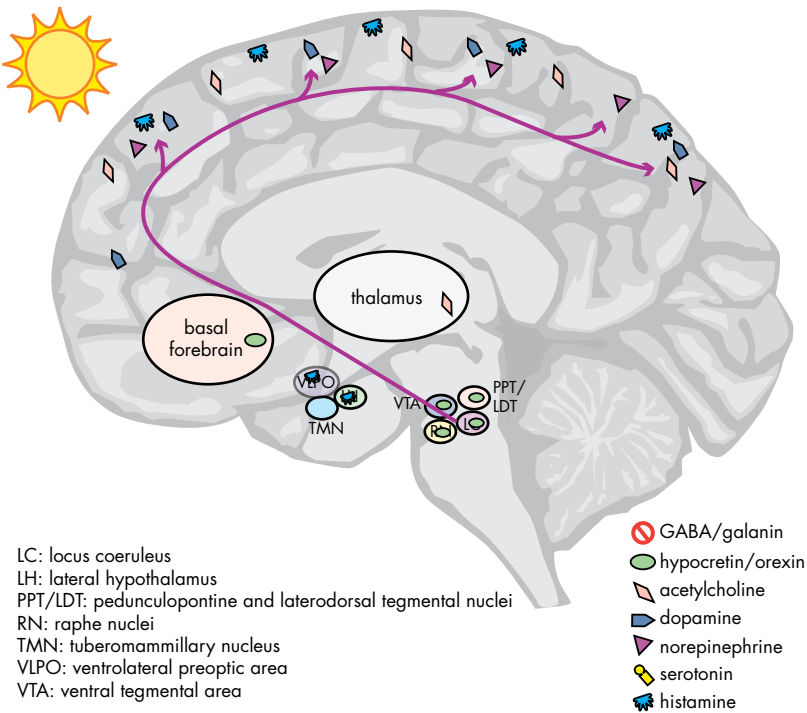 thalamus
basal
forebrain
VLPO
TMN
VTA
PPT/
LDT
LC: locus coeruleus
LH: lateral hypothalamus
PPT/LDT: pedunculopontine and laterodorsal tegmental nuclei
RN: raphe nuclei
TMN: tuberomammillary nucleus
VLPO: ventrolateral preoptic area
VTA: ventral tegmental area
GABA/galanin
hypocretin/orexin
acetylcholine
dopamine
norepinephrine
serotonin
histamine